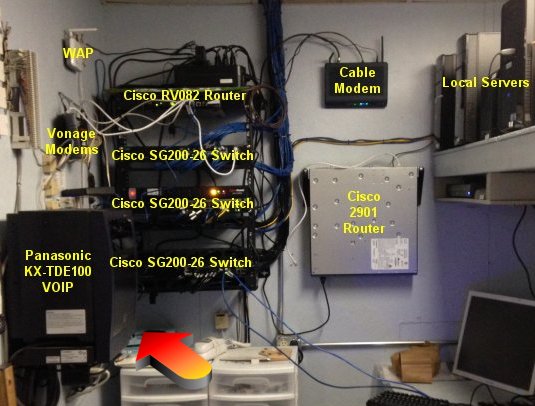 WAP
Cisco RV082 Router
Cable
Modem
Local Servers
Vonage
Modems
Cisco SG200-26 Switch
Cisco SG200-26 Switch
Cisco
2901
Router
Panasonic
KX-TDE100
VOIP
Cisco SG200-26 Switch